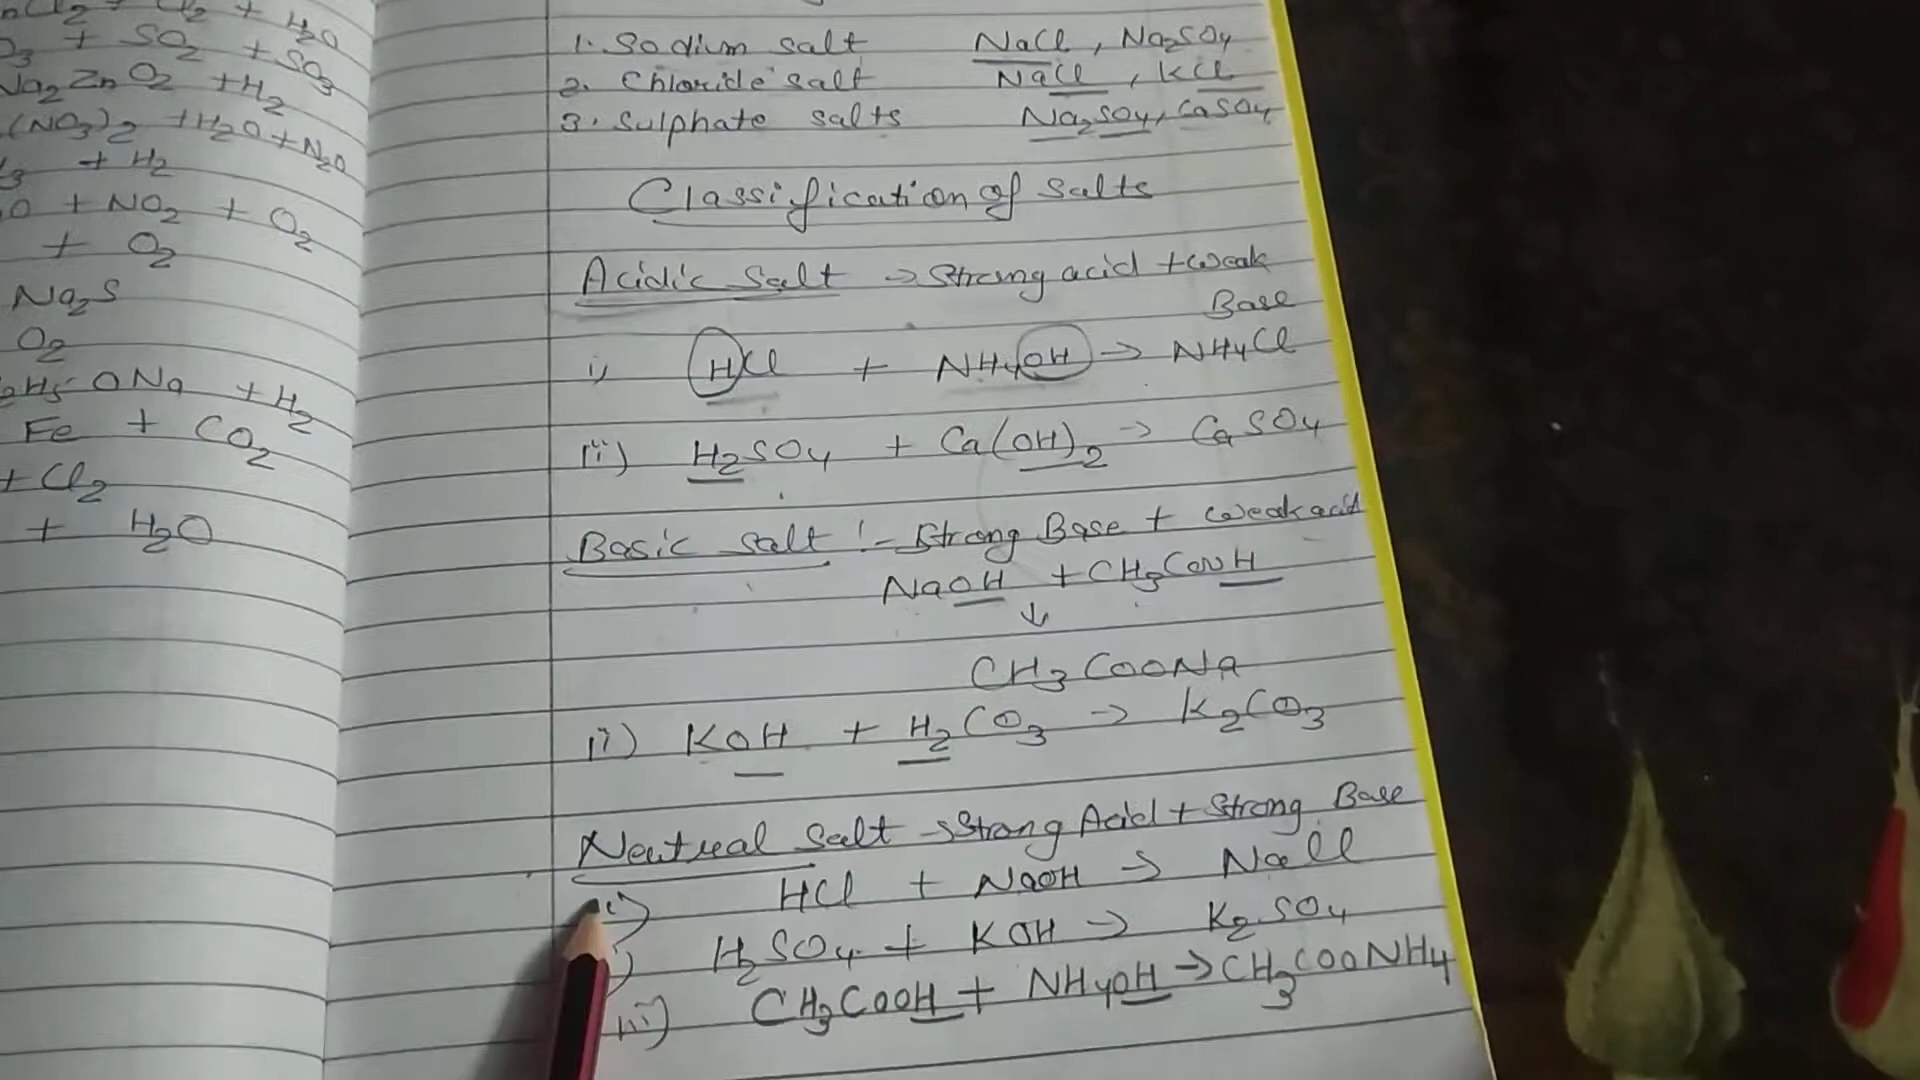 + H2O
+ SO2 + SO3
Na2ZnO2 + H2
(NO3)2 + H2O + N2O
+ H2
+ NO2 + O2
+ O2
Na2S
O2
ONa + H2
Fe + CO2
+ Cl2
+ H2O
1. Sodium salt NaCl, Na2SO4
2. Chloride salt NaCl, KCl
3. Sulphate salts Na2SO4, CaSO4
Classification of Salts
Acidic Salt → Strong acid + weak
Base
i) HCl + NH4OH → NH4Cl
ii) H2SO4 + Ca(OH)2 → CaSO4
Basic Salt :- Strong Base + weak acid
NaOH + CH3COOH
↓
CH3COONa
ii) KOH + H2CO3 → K2CO3
Neutral Salt → Strong Acid + Strong Base
i) HCl + NaOH → NaCl
) H2SO4 + KOH → K2SO4
iii) CH3COOH + NH4OH → CH3COONH4